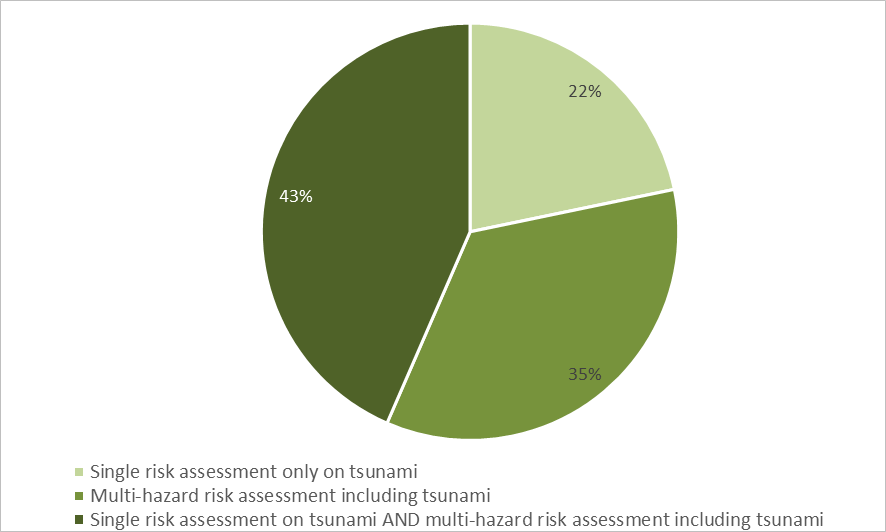 22%
43%
35%
Single risk assessment only on tsunami
Multi-hazard risk assessment including tsunami
Single risk assessment on tsunami AND multi-hazard risk assessment including tsunami